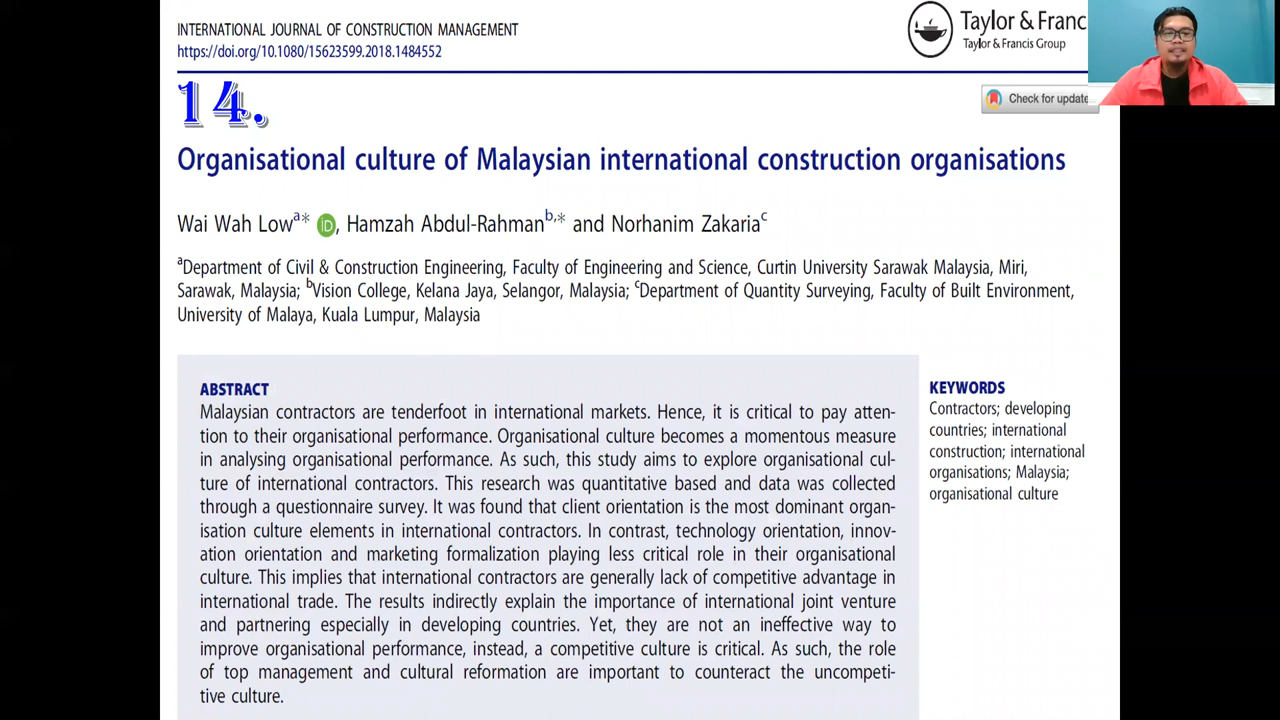 INTERNATIONAL JOURNAL OF CONSTRUCTION MANAGEMENT
https://doi.org/10.1080/15623599.2018.1484552
Taylor & Franc
Taylor & Francis Group
14.
Check for update
Organisational culture of Malaysian international construction organisations
Wai Wah Lowa* iD, Hamzah Abdul-Rahmanb,* and Norhanim Zakariac
aDepartment of Civil & Construction Engineering, Faculty of Engineering and Science, Curtin University Sarawak Malaysia, Miri,
Sarawak, Malaysia; bVision College, Kelana Jaya, Selangor, Malaysia; cDepartment of Quantity Surveying, Faculty of Built Environment,
University of Malaya, Kuala Lumpur, Malaysia
ABSTRACT
Malaysian contractors are tenderfoot in international markets. Hence, it is critical to pay atten-
tion to their organisational performance. Organisational culture becomes a momentous measure
in analysing organisational performance. As such, this study aims to explore organisational cul-
ture of international contractors. This research was quantitative based and data was collected
through a questionnaire survey. It was found that client orientation is the most dominant organ-
isation culture elements in international contractors. In contrast, technology orientation, innov-
ation orientation and marketing formalization playing less critical role in their organisational
culture. This implies that international contractors are generally lack of competitive advantage in
international trade. The results indirectly explain the importance of international joint venture
and partnering especially in developing countries. Yet, they are not an ineffective way to
improve organisational performance, instead, a competitive culture is critical. As such, the role
of top management and cultural reformation are important to counteract the uncompeti-
tive culture.
KEYWORDS
Contractors; developing
countries; international
construction; international
organisations; Malaysia;
organisational culture